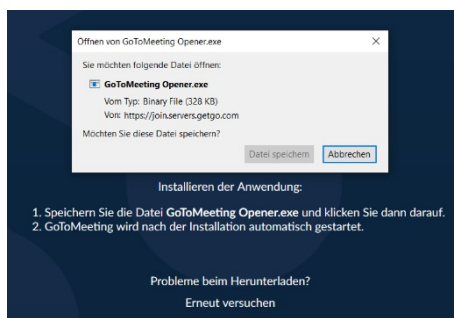 Öffnen von GoToMeeting Opener.exe
Sie möchten folgende Datei öffnen:
GoToMeeting Opener.exe
Vom Typ: Binary File (328 KB)
Von: https://join.servers.getgo.com
Möchten Sie diese Datei speichern?
Datei speichern Abbrechen
Installieren der Anwendung:
1. Speichern Sie die Datei GoToMeeting Opener.exe und klicken Sie dann darauf.
2. GoToMeeting wird nach der Installation automatisch gestartet.
Probleme beim Herunterladen?
Erneut versuchen